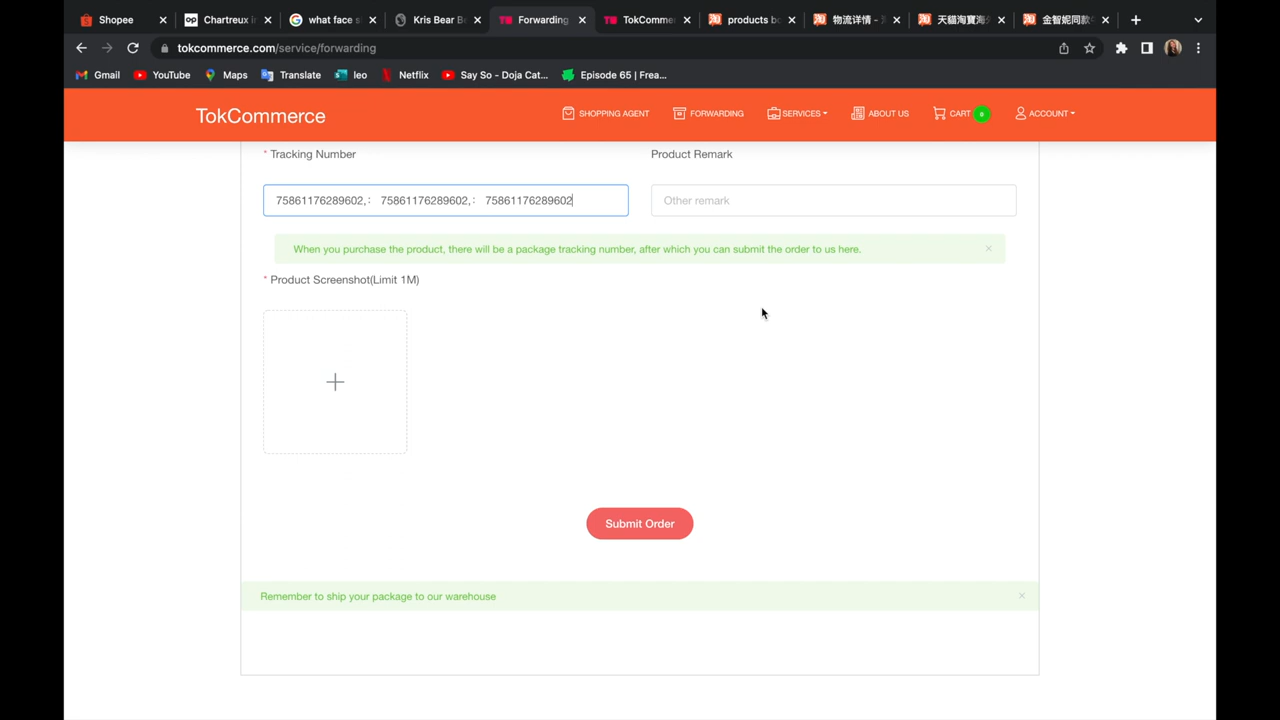 Shopee
Chartreux i
what face s
Kris Bear B
Forwarding
TokComme
products bo
物流详情 -
天貓淘寶海
金智妮同款
tokcommerce.com/service/forwarding
Gmail
YouTube
Maps
Translate
leo
Netflix
Say So - Doja Cat...
Episode 65 | Frea...
TokCommerce
SHOPPING AGENT
FORWARDING
SERVICES
ABOUT US
CART 0
ACCOUNT
* Tracking Number
Product Remark
75861176289602,： 75861176289602,： 75861176289602
Other remark
When you purchase the product, there will be a package tracking number, after which you can submit the order to us here.
* Product Screenshot(Limit 1M)
Submit Order
Remember to ship your package to our warehouse